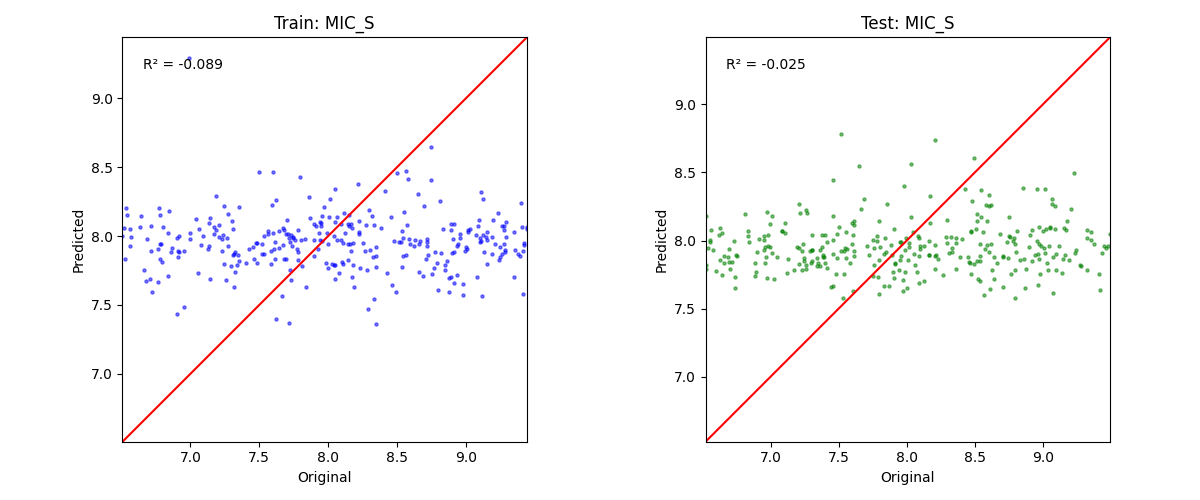 Train: MIC_S
R² = -0.089
9.0
8.5
8.0
7.5
7.0
Predicted
7.0 7.5 8.0 8.5 9.0
Original
Test: MIC_S
R² = -0.025
9.0
8.5
8.0
7.5
7.0
Predicted
7.0 7.5 8.0 8.5 9.0
Original